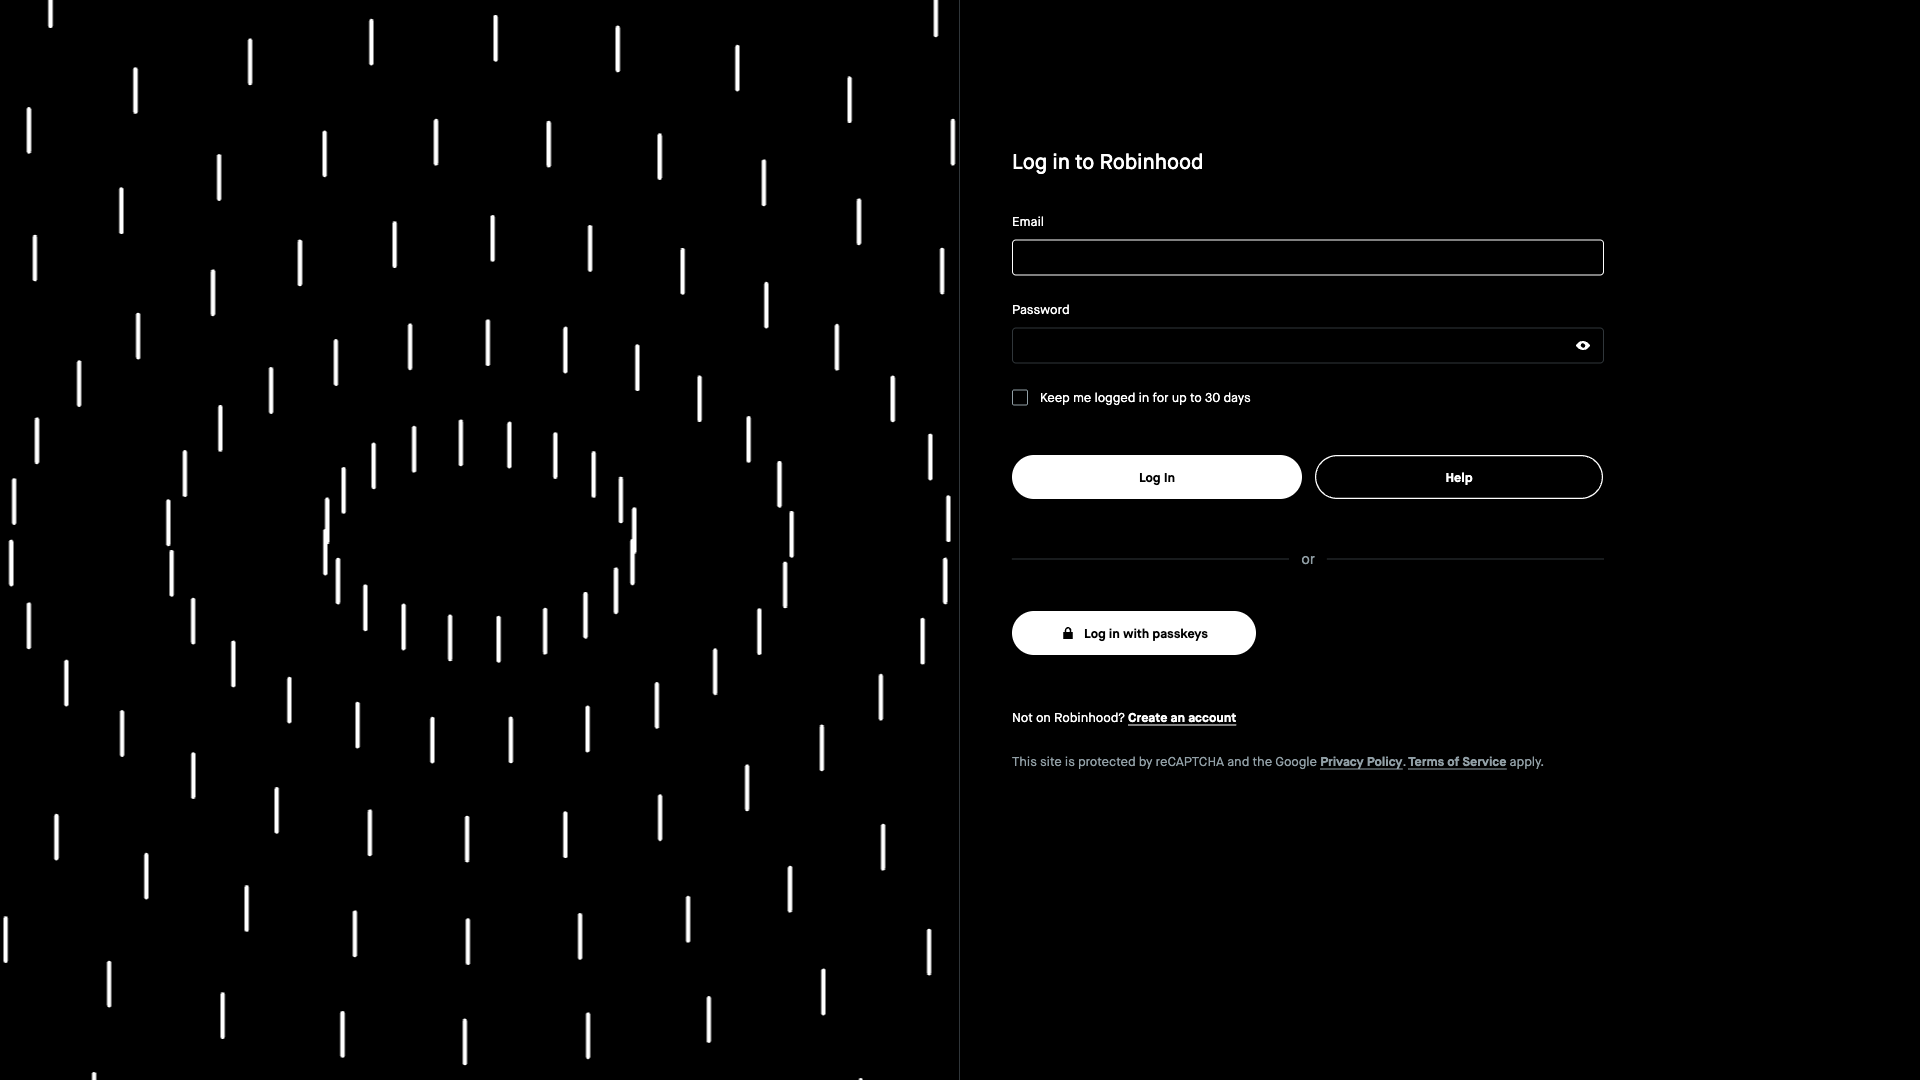 Log in to Robinhood
Email
Password
Keep me logged in for up to 30 days
Log In
Help
or
Log in with passkeys
Not on Robinhood? Create an account
This site is protected by reCAPTCHA and the Google Privacy Policy. Terms of Service apply.